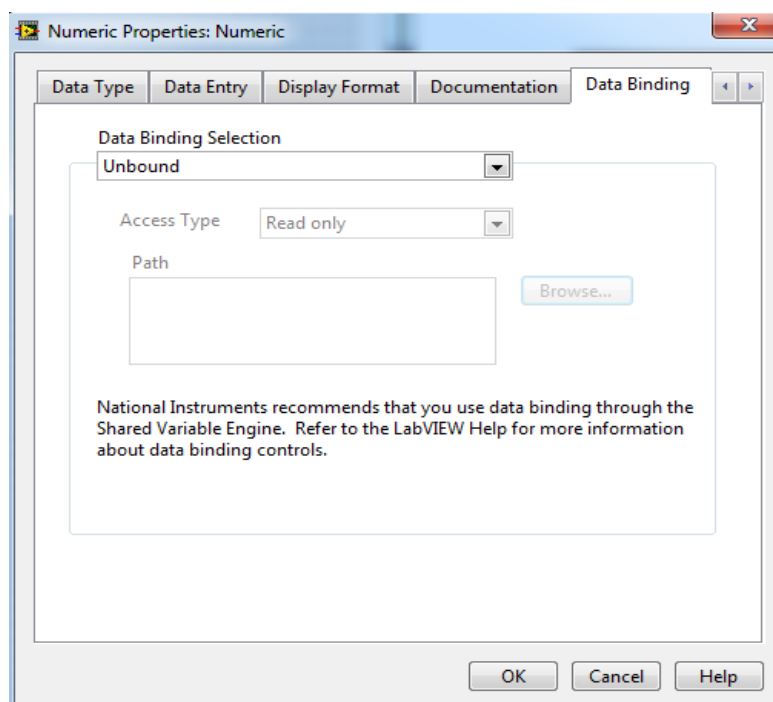 Numeric Properties: Numeric
Data Type Data Entry Display Format Documentation Data Binding
Data Binding Selection
Unbound
Access Type Read only
Path
Browse...
National Instruments recommends that you use data binding through the
Shared Variable Engine. Refer to the LabVIEW Help for more information
about data binding controls.
OK Cancel Help